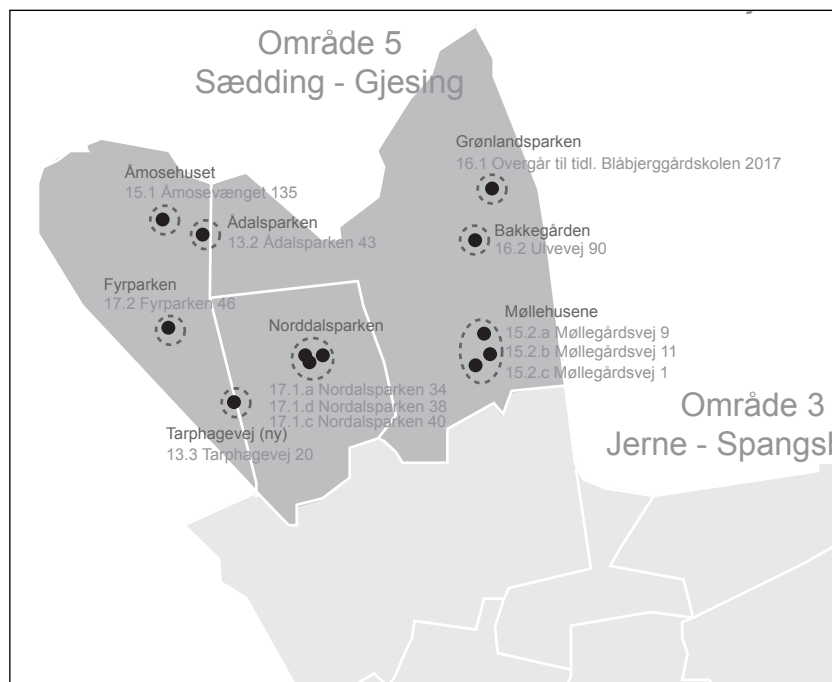 Område 5
Sædding - Gjesing
Grønlandsparken
16.1 Overgår til tidl. Blåbjerggårdskolen 2017
Åmosehuset
15.1 Åmosevænget 135
Ådalsparken
13.2 Ådalsparken 43
Bakkegården
16.2 Ulvevej 90
Fyrparken
17.2 Fyrparken 46
Møllehusene
15.2.a Møllegårdsvej 9
15.2.b Møllegårdsvej 11
15.2.c Møllegårdsvej 1
Norddalsparken
17.1.a Nordalsparken 34
17.1.d Nordalsparken 38
17.1.c Nordalsparken 40
Tarphagevej (ny)
13.3 Tarphagevej 20
Område 3
Jerne - Spangsb